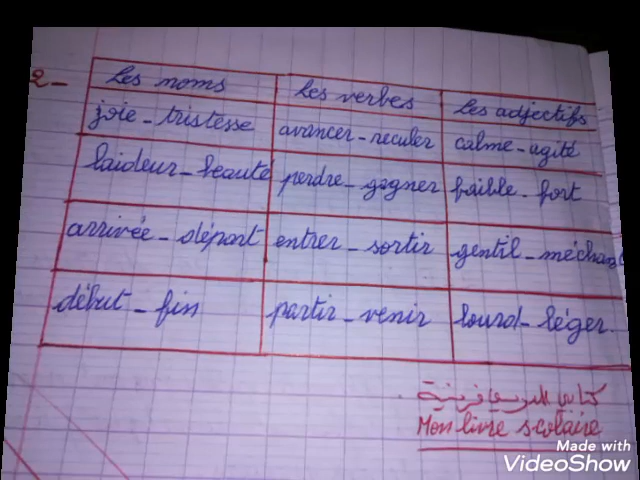 2-
Les noms Les verbes Les adjectifs
joie - tristesse avancer - reculer calme - agité
laideur - beauté perdre - gagner faible - fort
arrivée - départ entrer - sortir gentil - méchant
début - fin partir - venir lourd - léger.
كتابي المدرسي
Mon livre scolaire
Made with
VideoShow